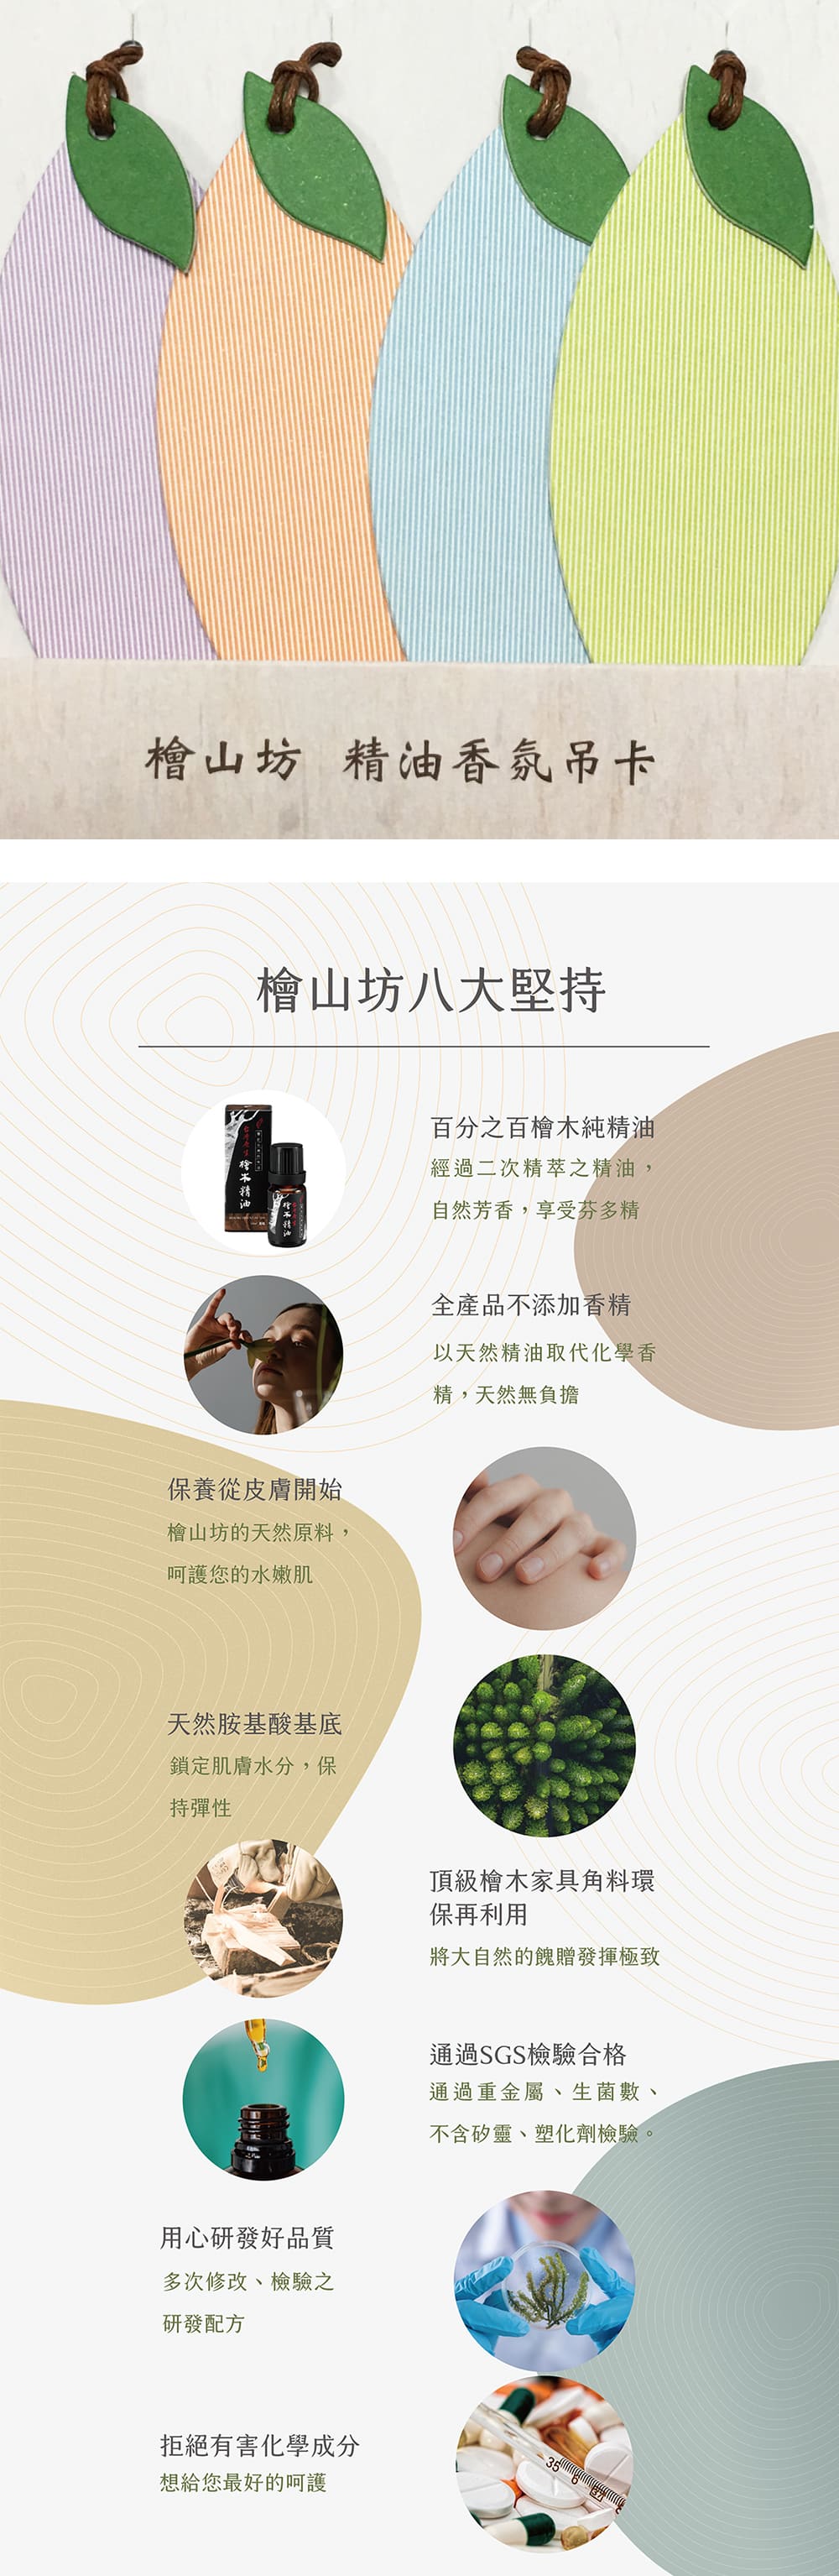 檜山坊 精油香氛吊卡
檜山坊八大堅持
檜木精油
檜木精油
百分之百檜木純精油
經過二次精萃之精油，
自然芳香，享受芬多精
全產品不添加香精
以天然精油取代化學香
精，天然無負擔
保養從皮膚開始
檜山坊的天然原料，
呵護您的水嫩肌
天然胺基酸基底
鎖定肌膚水分，保
持彈性
頂級檜木家具角料環
保再利用
將大自然的餽贈發揮極致
通過SGS檢驗合格
通過重金屬、生菌數、
不含矽靈、塑化劑檢驗。
用心研發好品質
多次修改、檢驗之
研發配方
拒絕有害化學成分
想給您最好的呵護
35